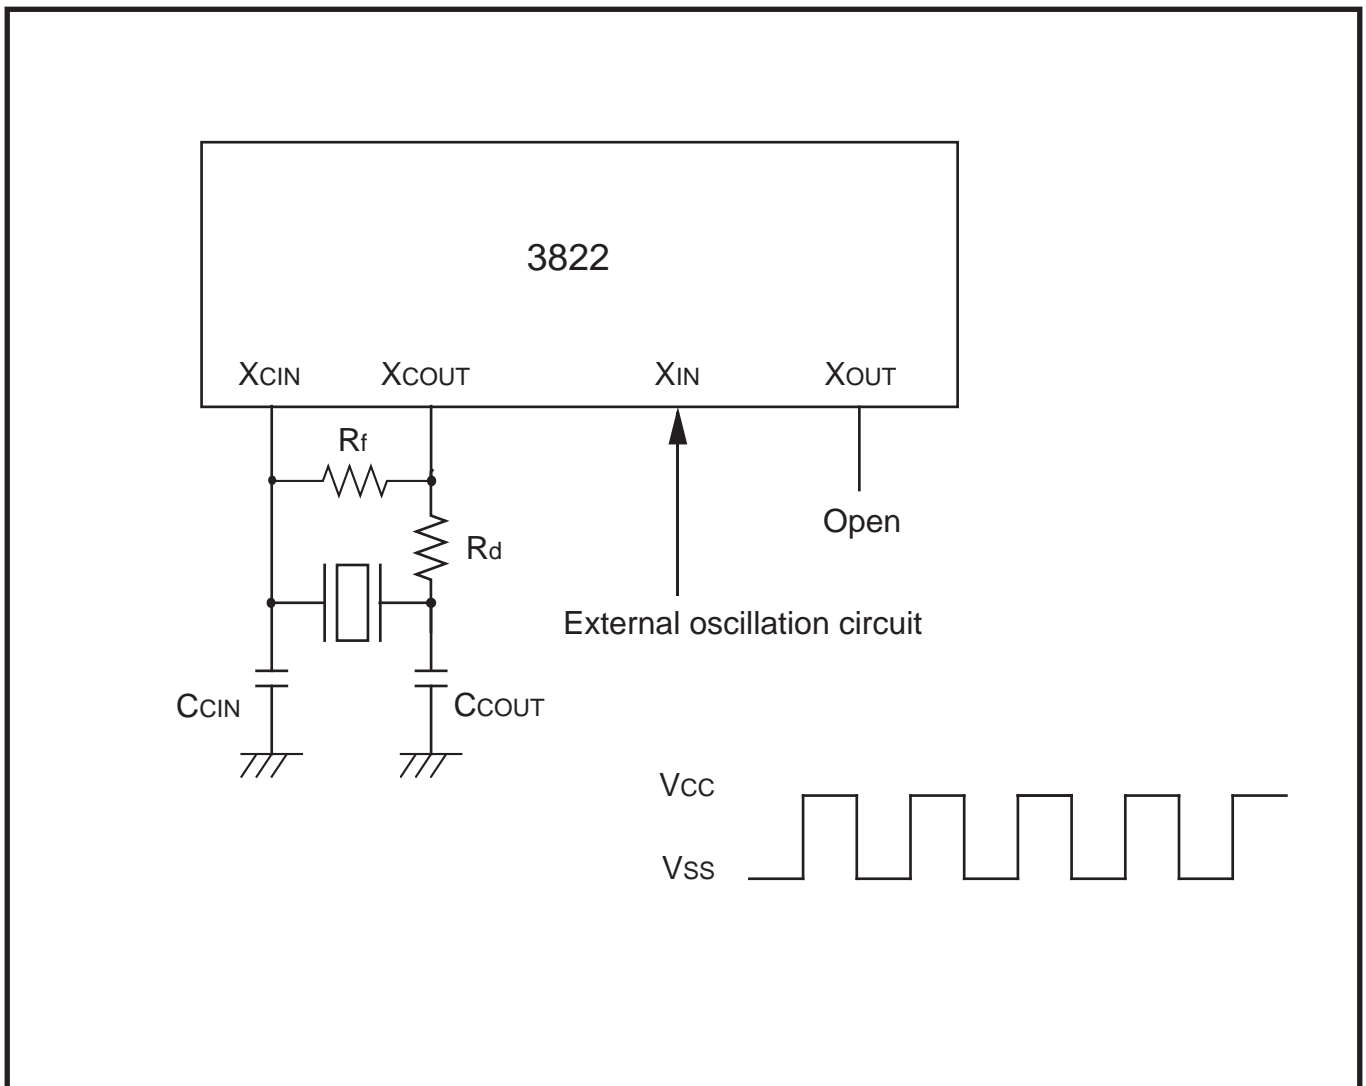 3822
XCIN XCOUT XIN XOUT
Rf
Rd
Open
External oscillation circuit
CCIN CCOUT
VCC
VSS